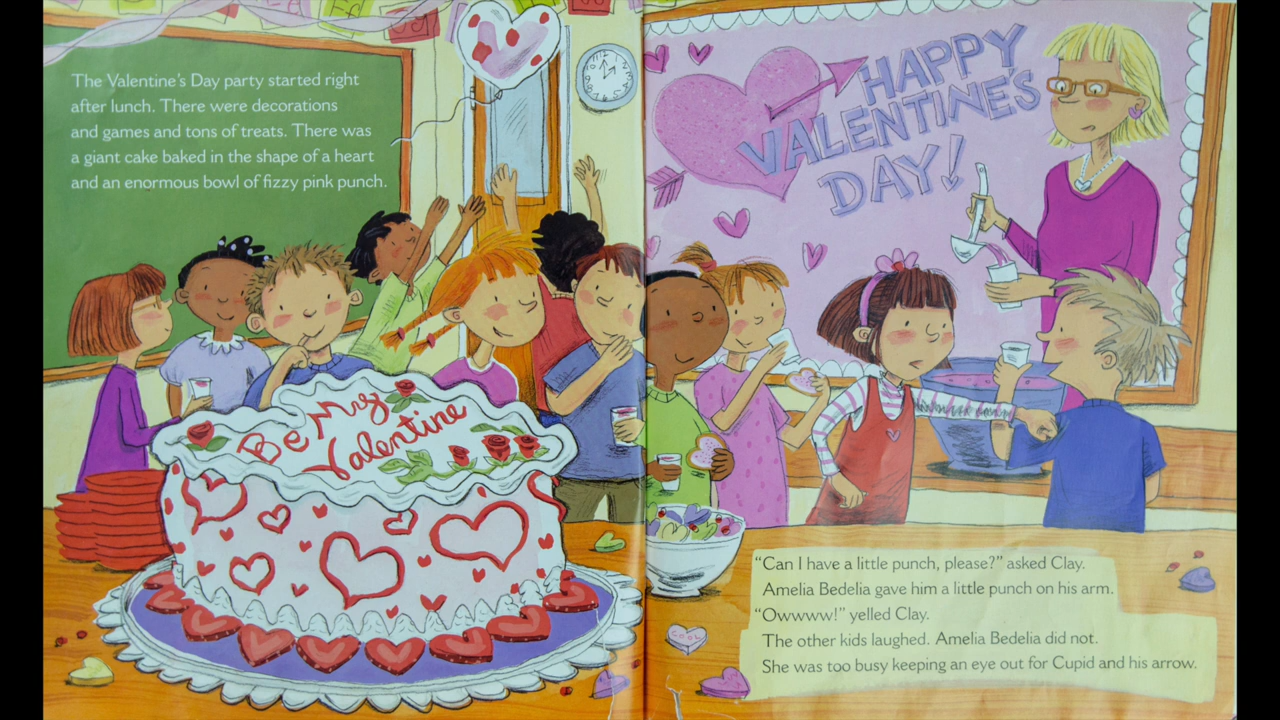 The Valentine's Day party started right
after lunch. There were decorations
and games and tons of treats. There was
a giant cake baked in the shape of a heart
and an enormous bowl of fizzy pink punch.
Be My
Valentine
HAPPY
VALENTINE'S
DAY!
"Can I have a little punch, please?" asked Clay.
Amelia Bedelia gave him a little punch on his arm.
"Owwww!" yelled Clay.
The other kids laughed. Amelia Bedelia did not.
She was too busy keeping an eye out for Cupid and his arrow.
COOL